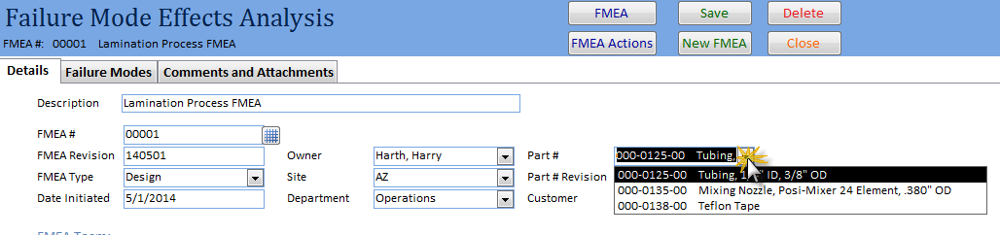 Failure Mode Effects Analysis
FMEA #: 00001 Lamination Process FMEA
FMEA Save Delete
FMEA Actions New FMEA Close
Details Failure Modes Comments and Attachments
Description Lamination Process FMEA
FMEA # 00001
FMEA Revision 140501 Owner Harth, Harry Part # 000-0125-00 Tubing,
FMEA Type Design Site AZ Part # Revision
Date Initiated 5/1/2014 Department Operations Customer
000-0125-00 Tubing, ID, 3/8" OD
000-0135-00 Mixing Nozzle, Posi-Mixer 24 Element, .380" OD
000-0138-00 Teflon Tape